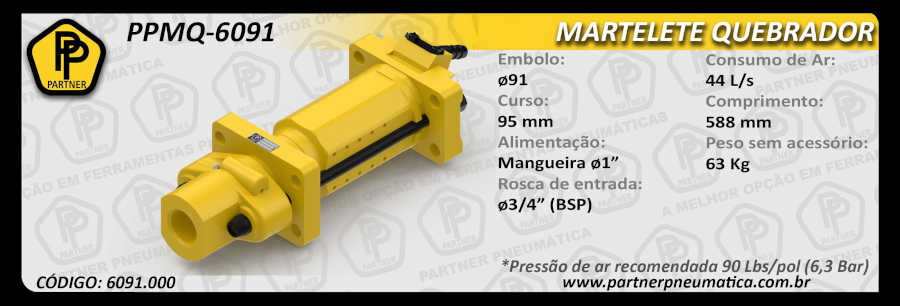 PPMQ-6091
MARTELETE QUEBRADOR
PP
PARTNER
Embolo:
ø91
Curso:
95 mm
Alimentação:
Mangueira ø1”
Rosca de entrada:
ø3/4” (BSP)
Consumo de Ar:
44 L/s
Comprimento:
588 mm
Peso sem acessório:
63 Kg
*Pressão de ar recomendada 90 Lbs/pol (6,3 Bar)
www.partnerpneumatica.com.br
CÓDIGO: 6091.000